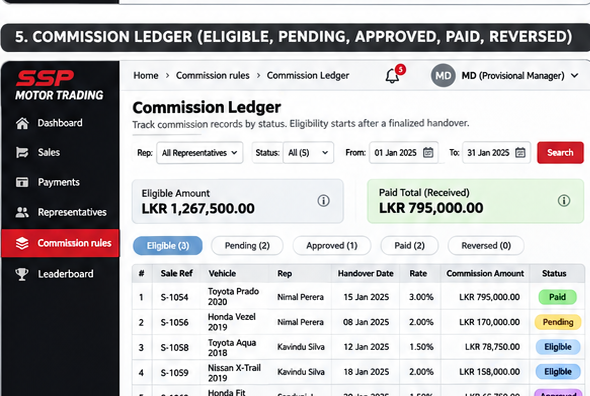 5. COMMISSION LEDGER (ELIGIBLE, PENDING, APPROVED, PAID, REVERSED)
SSP
MOTOR TRADING
Dashboard
Sales
Payments
Representatives
Commission rules
Leaderboard
Home > Commission rules > Commission Ledger
5
MD MD (Provisional Manager)
Commission Ledger
Track commission records by status. Eligibility starts after a finalized handover.
Rep: All Representatives Status: All (5) From: 01 Jan 2025 To: 31 Jan 2025 Search
Eligible Amount
LKR 1,267,500.00
Paid Total (Received)
LKR 795,000.00
Eligible (3) Pending (2) Approved (1) Paid (2) Reversed (0)
# Sale Ref Vehicle Rep Handover Date Rate Commission Amount Status
1 S-1054 Toyota Prado 2020 Nimal Perera 15 Jan 2025 3.00% LKR 795,000.00 Paid
2 S-1056 Honda Vezel 2019 Nimal Perera 08 Jan 2025 2.00% LKR 170,000.00 Pending
3 S-1058 Toyota Aqua 2018 Kavindu Silva 12 Jan 2025 1.50% LKR 78,750.00 Eligible
4 S-1059 Nissan X-Trail 2019 Kavindu Silva 18 Jan 2025 2.00% LKR 158,000.00 Eligible
Honda Fit